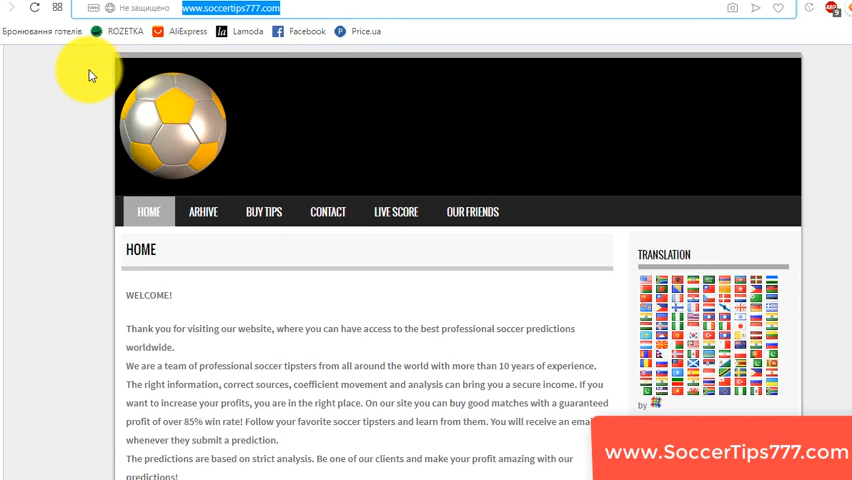 Не защищено www.soccertips777.com
Бронювання готелів ROZETKA AliExpress Lamoda Facebook Price.ua
HOME ARHIVE BUY TIPS CONTACT LIVE SCORE OUR FRIENDS
HOME
WELCOME!
Thank you for visiting our website, where you can have access to the best professional soccer predictions
worldwide.
We are a team of professional soccer tipsters from all around the world with more than 10 years of experience.
The right information, correct sources, coefficient movement and analysis can bring you a secure income. If you
want to increase your profits, you are in the right place. On our site you can buy good matches with a guaranteed
profit of over 85% win rate! Follow your favorite soccer tipsters and learn from them. You will receive an
whenever they submit a prediction.
The predictions are based on strict analysis. Be one of our clients and make your profit amazing with our
predictions!
TRANSLATION
by
www.SoccerTips777.com